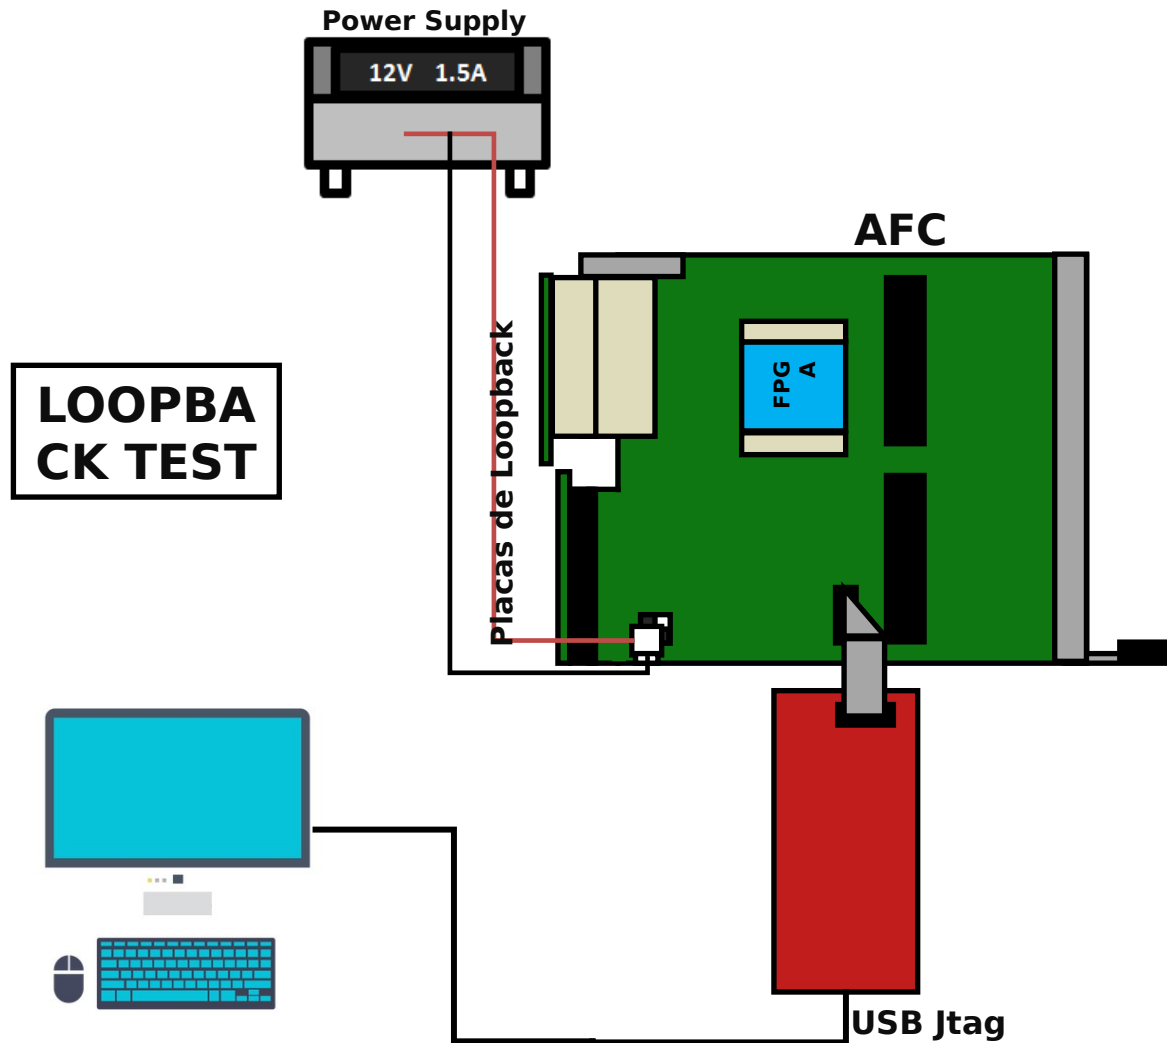 Power Supply
12V 1.5A
AFC
Placas de Loopback
FPG
A
LOOPBA
CK TEST
USB Jtag